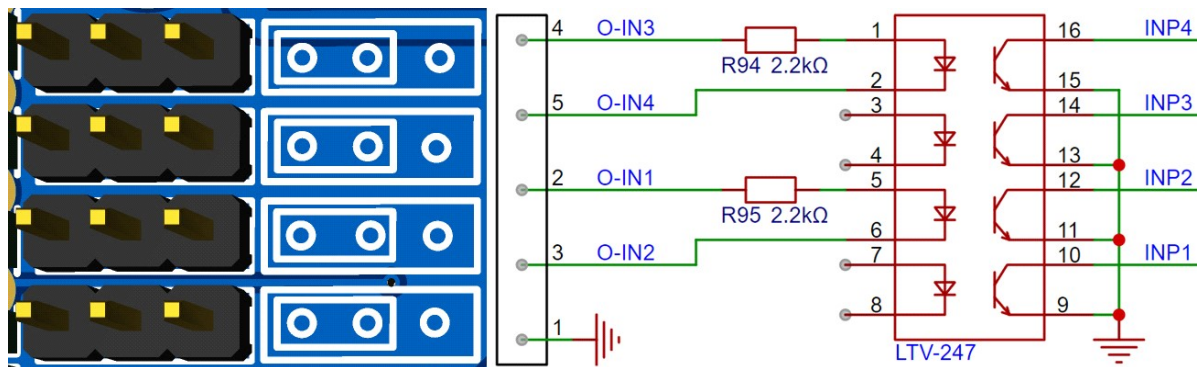 4 O-IN3 R94 2.2kΩ 1 16 INP4
5 O-IN4 2 15
3 14 INP3
4 13
2 O-IN1 R95 2.2kΩ 5 12 INP2
3 O-IN2 6 11
7 10 INP1
1 8 9
LTV-247